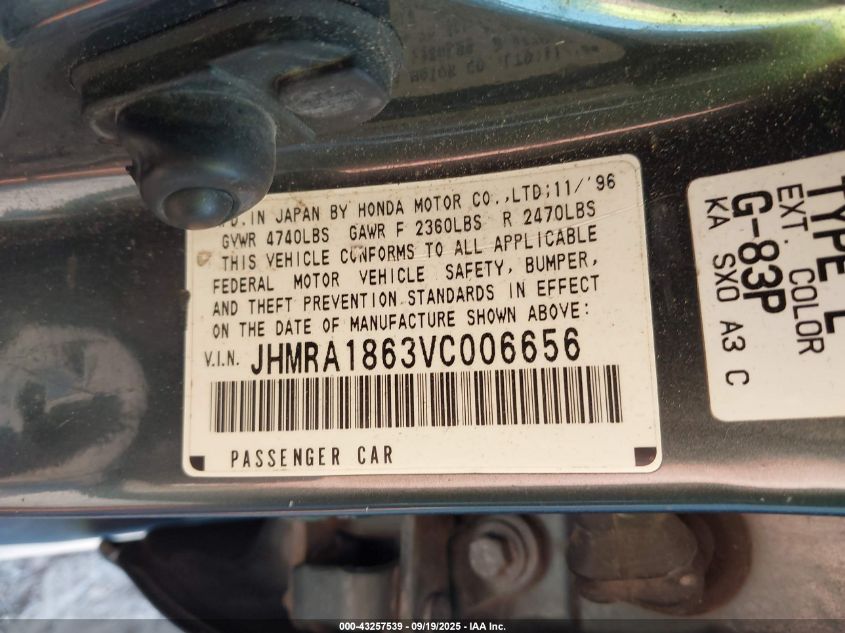 D.IN JAPAN BY HONDA MOTOR CO.,LTD;11/'96
GVWR 4740LBS GAWR F 2360LBS R 2470LBS
THIS VEHICLE CONFORMS TO ALL APPLICABLE
FEDERAL MOTOR VEHICLE SAFETY, BUMPER,
AND THEFT PREVENTION STANDARDS IN EFFECT
ON THE DATE OF MANUFACTURE SHOWN ABOVE:
V.I.N. JHMRA1863VC006656
PASSENGER CAR
TYPE L
EXT. COLOR
G-83P
KA SX0 A3 C
000-43257539 - 09/19/2025 - IAA Inc.